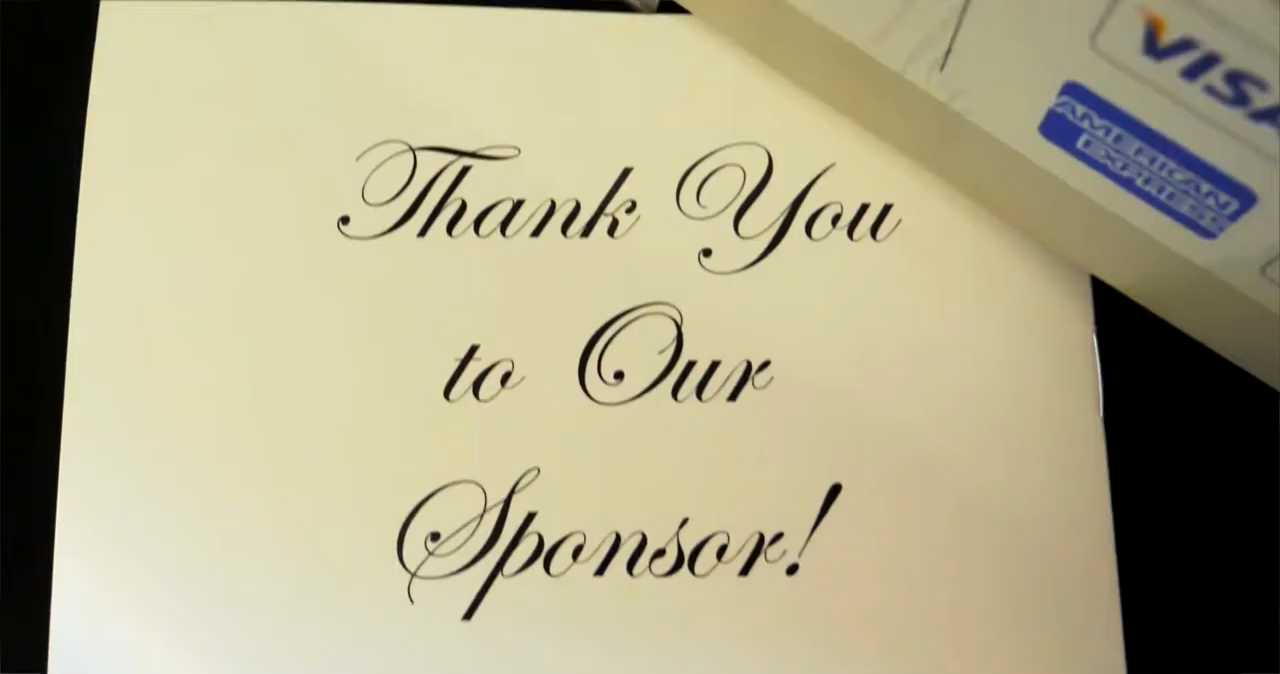 Thank You
to Our
Sponsor!
VISA
AMERICAN
EXPRESS